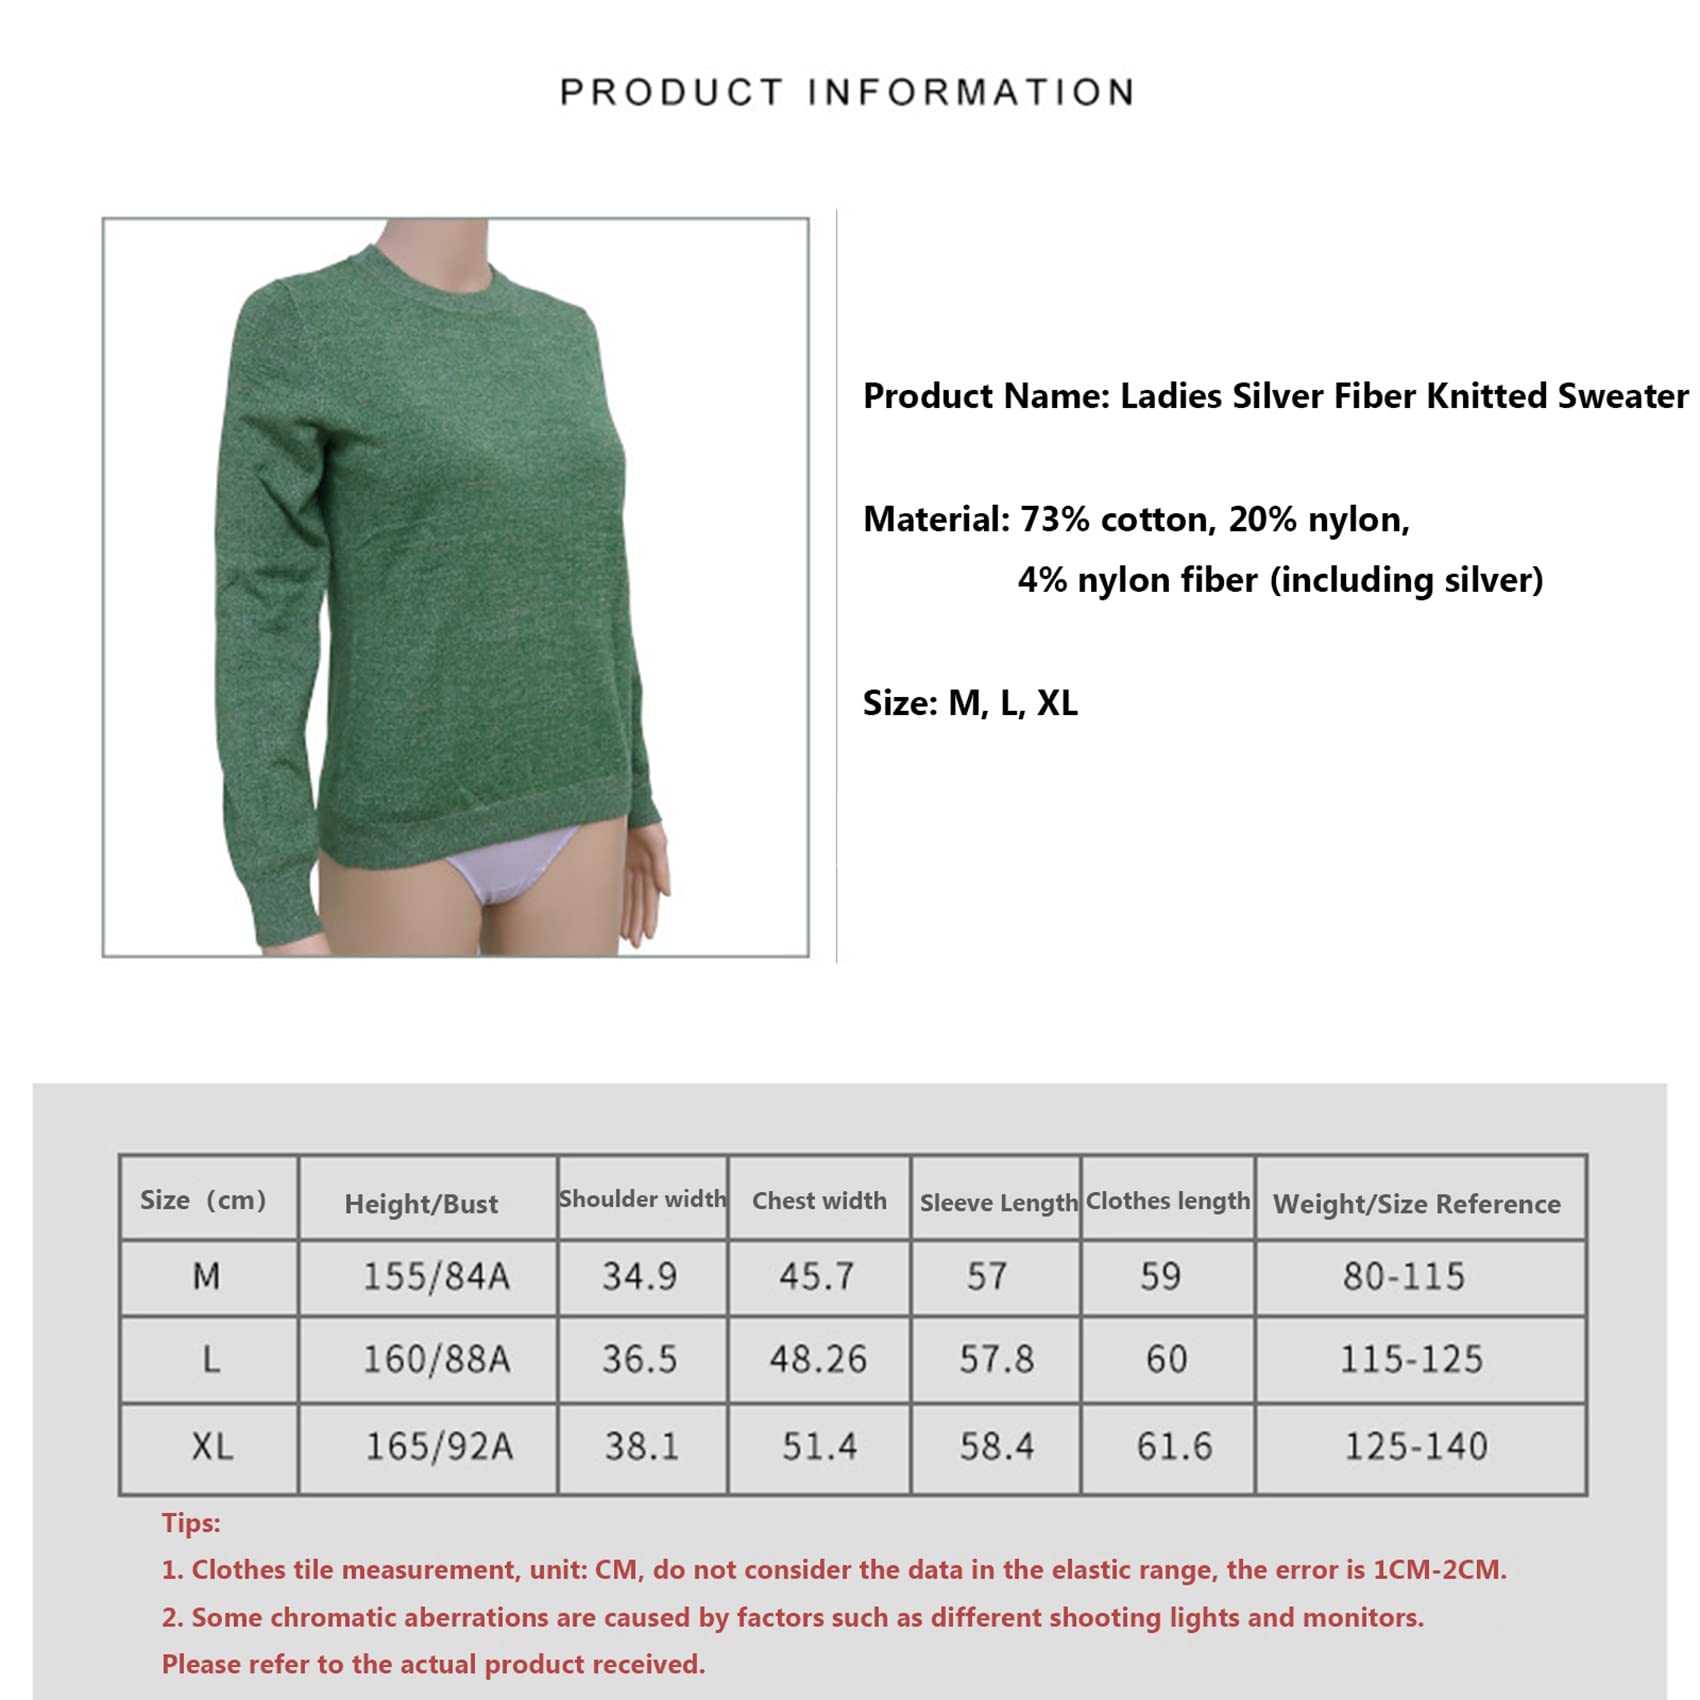 PRODUCT INFORMATION
Product Name: Ladies Silver Fiber Knitted Sweater
Material: 73% cotton, 20% nylon,
4% nylon fiber (including silver)
Size: M, L, XL
Size（cm） Height/Bust Shoulder width Chest width Sleeve Length Clothes length Weight/Size Reference
M 155/84A 34.9 45.7 57 59 80-115
L 160/88A 36.5 48.26 57.8 60 115-125
XL 165/92A 38.1 51.4 58.4 61.6 125-140
Tips:
1. Clothes tile measurement, unit: CM, do not consider the data in the elastic range, the error is 1CM-2CM.
2. Some chromatic aberrations are caused by factors such as different shooting lights and monitors.
Please refer to the actual product received.